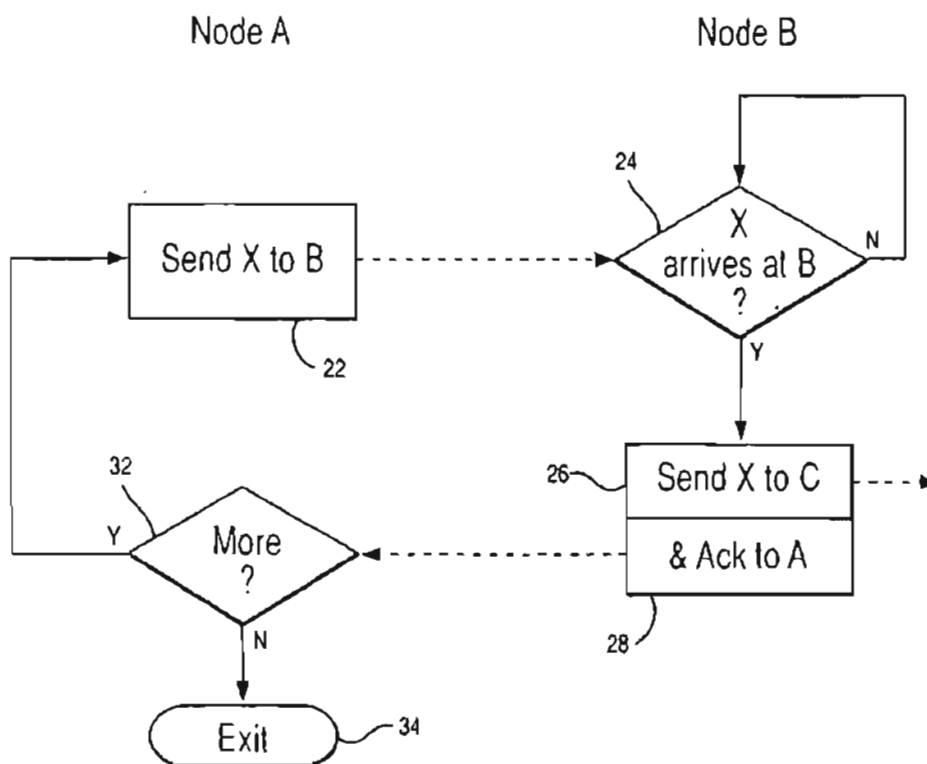 Node A
Node B
24
X
arrives at B
?
N
Send X to B
22
Y
26
Send X to C
& Ack to A
28
32
Y
More
?
N
Exit
34